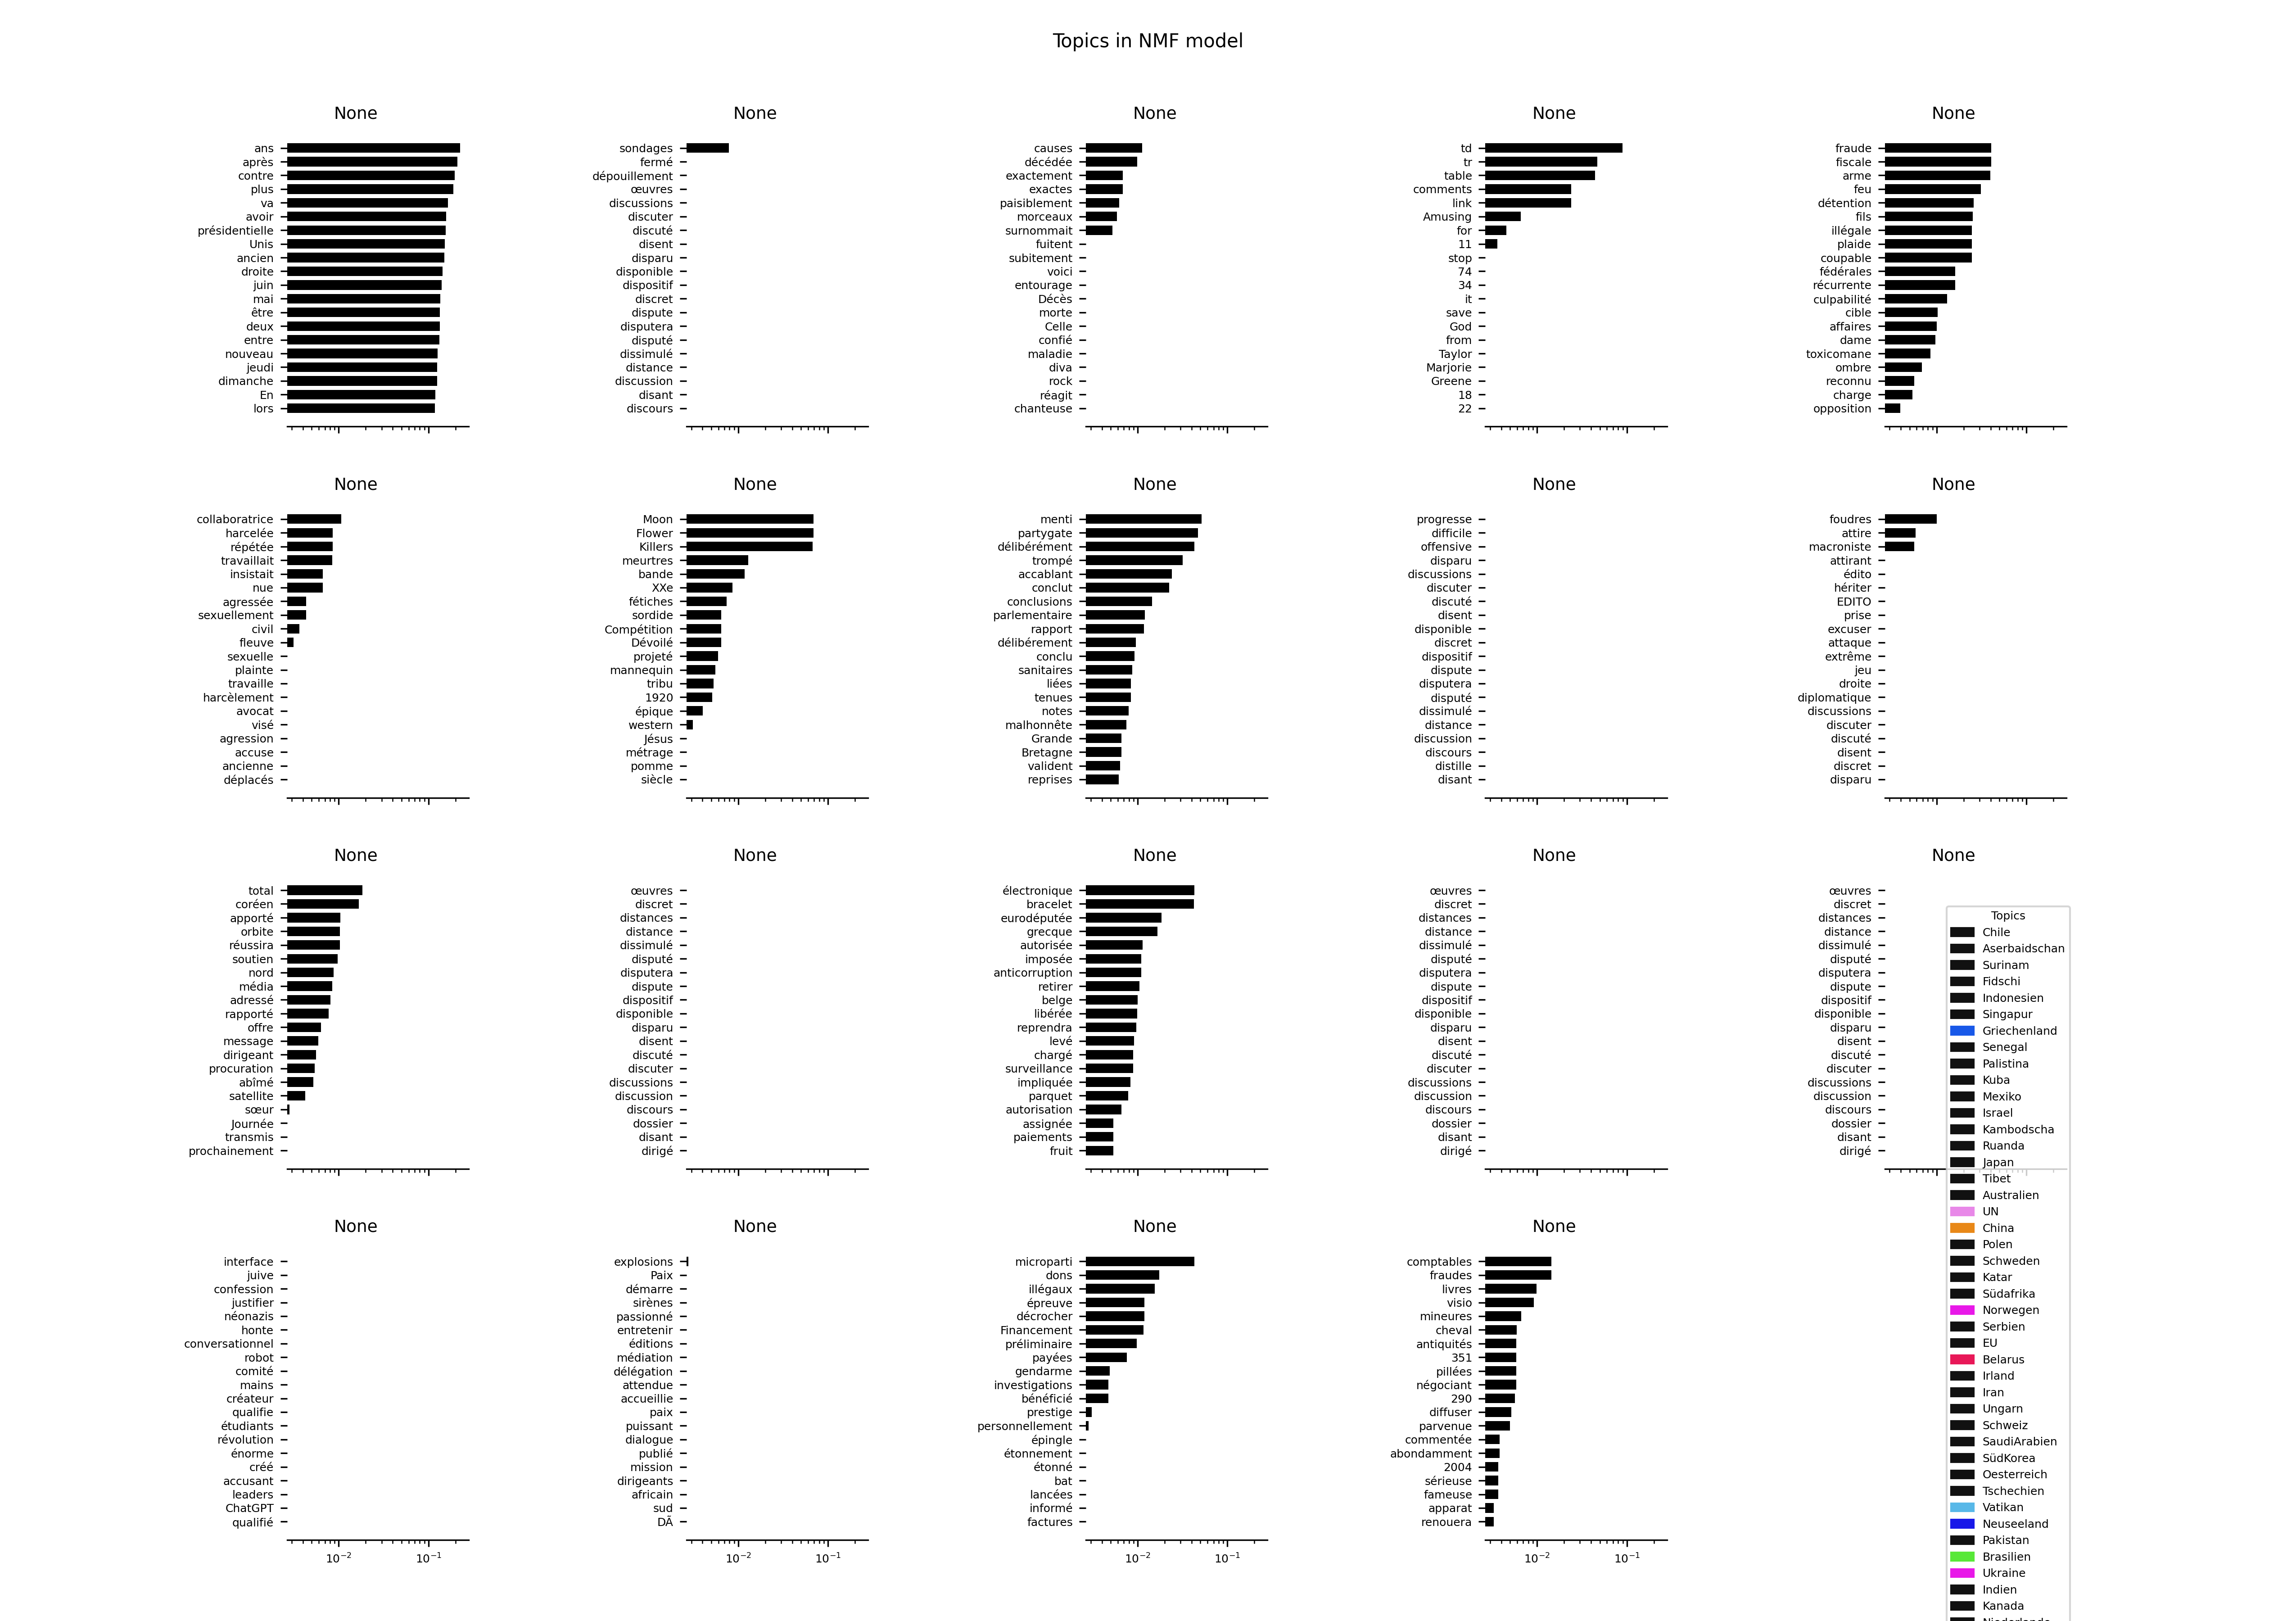 Topics in NMF model
None
ans
après
contre
plus
va
avoir
présidentielle
Unis
ancien
droite
juin
mai
être
deux
entre
nouveau
jeudi
dimanche
En
lors
None
sondages
fermé
dépouillement
œuvres
discussions
discuter
discuté
disent
disparu
disponible
dispositif
discret
dispute
disputera
disputé
dissimulé
distance
discussion
disant
discours
None
causes
décédée
exactement
exactes
paisiblement
morceaux
surnommait
fuitent
subitement
voici
entourage
Décès
morte
Celle
confié
maladie
diva
rock
réagit
chanteuse
None
td
tr
table
comments
link
Amusing
for
11
stop
74
34
it
save
God
from
Taylor
Marjorie
Greene
18
22
None
fraude
fiscale
arme
feu
détention
fils
illégale
plaide
coupable
fédérales
récurrente
culpabilité
cible
affaires
dame
toxicomane
ombre
reconnu
charge
opposition
None
collaboratrice
harcelée
répétée
travaillait
insistait
nue
agressée
sexuellement
civil
fleuve
sexuelle
plainte
travaille
harcèlement
avocat
visé
agression
accuse
ancienne
déplacés
None
Moon
Flower
Killers
meurtres
bande
XXe
fétiches
sordide
Compétition
Dévoilé
projeté
mannequin
tribu
1920
épique
western
Jésus
métrage
pomme
siècle
None
menti
partygate
délibérément
trompé
accablant
conclut
conclusions
parlementaire
rapport
délibérement
conclu
sanitaires
liées
tenues
notes
malhonnête
Grande
Bretagne
valident
reprises
None
progresse
difficile
offensive
disparu
discussions
discuter
discuté
disent
disponible
discret
dispositif
dispute
disputera
disputé
dissimulé
distance
discussion
discours
distille
disant
None
foudres
attire
macroniste
attirant
édito
hériter
EDITO
prise
excuser
attaque
extrême
jeu
droite
diplomatique
discussions
discuter
discuté
disent
discret
disparu
None
total
coréen
apporté
orbite
réussira
soutien
nord
média
adressé
rapporté
offre
message
dirigeant
procuration
abîmé
satellite
sœur
Journée
transmis
prochainement
None
œuvres
discret
distances
distance
dissimulé
disputé
disputera
dispute
dispositif
disponible
disparu
disent
discuté
discuter
discussions
discussion
discours
dossier
disant
dirigé
None
électronique
bracelet
eurodéputée
grecque
autorisée
imposée
anticorruption
retirer
belge
libérée
reprendra
levé
chargé
surveillance
impliquée
parquet
autorisation
assignée
paiements
fruit
None
œuvres
discret
distances
distance
dissimulé
disputé
disputera
dispute
dispositif
disponible
disparu
disent
discuté
discuter
discussions
discussion
discours
dossier
disant
dirigé
None
œuvres
discret
distances
distance
dissimulé
disputé
disputera
dispute
dispositif
disponible
disparu
disent
discuté
discuter
discussions
discussion
discours
dossier
disant
dirigé
None
interface
juive
confession
justifier
néonazis
honte
conversationnel
robot
comité
mains
créateur
qualifie
étudiants
révolution
énorme
créé
accusant
leaders
ChatGPT
qualifié
10⁻² 10⁻¹
None
explosions
Paix
démarre
sirènes
passionné
entretenir
éditions
médiation
délégation
attendue
accueillie
paix
puissant
dialogue
publié
mission
dirigeants
africain
sud
DÃ
10⁻² 10⁻¹
None
microparti
dons
illégaux
épreuve
décrocher
Financement
préliminaire
payées
gendarme
investigations
bénéficié
prestige
personnellement
épingle
étonnement
étonné
bat
lancées
informé
factures
10⁻² 10⁻¹
None
comptables
fraudes
livres
visio
mineures
cheval
antiquités
351
pillées
négociant
290
diffuser
parvenue
commentée
abondamment
2004
sérieuse
fameuse
apparat
renouera
10⁻² 10⁻¹
Topics
Chile
Aserbaidschan
Surinam
Fidschi
Indonesien
Singapur
Griechenland
Senegal
Palistina
Kuba
Mexiko
Israel
Kambodscha
Ruanda
Japan
Tibet
Australien
UN
China
Polen
Schweden
Katar
Südafrika
Norwegen
Serbien
EU
Belarus
Irland
Iran
Ungarn
Schweiz
SaudiArabien
SüdKorea
Oesterreich
Tschechien
Vatikan
Neuseeland
Pakistan
Brasilien
Ukraine
Indien
Kanada